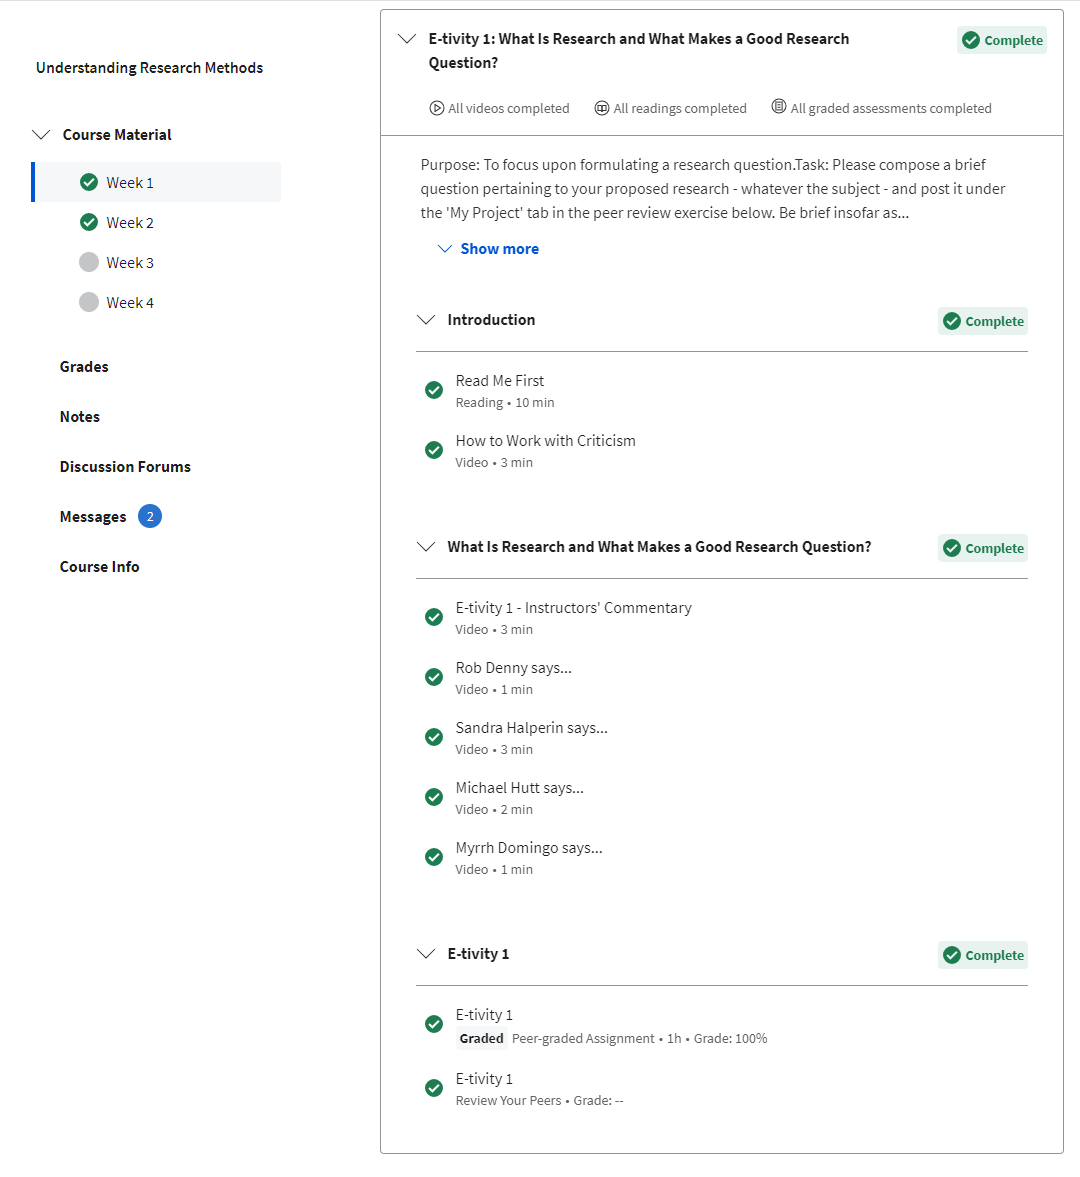 Understanding Research Methods
Course Material
Week 1
Week 2
Week 3
Week 4
Grades
Notes
Discussion Forums
Messages 2
Course Info
E-tivity 1: What Is Research and What Makes a Good Research
Question?
Complete
All videos completed
All readings completed
All graded assessments completed
Purpose: To focus upon formulating a research question.Task: Please compose a brief
question pertaining to your proposed research - whatever the subject - and post it under
the 'My Project' tab in the peer review exercise below. Be brief insofar as...
Show more
Introduction
Complete
Read Me First
Reading • 10 min
How to Work with Criticism
Video • 3 min
What Is Research and What Makes a Good Research Question?
Complete
E-tivity 1 - Instructors' Commentary
Video • 3 min
Rob Denny says...
Video • 1 min
Sandra Halperin says...
Video • 3 min
Michael Hutt says...
Video • 2 min
Myrrh Domingo says...
Video • 1 min
E-tivity 1
Complete
E-tivity 1
Graded Peer-graded Assignment • 1h • Grade: 100%
E-tivity 1
Review Your Peers • Grade: --